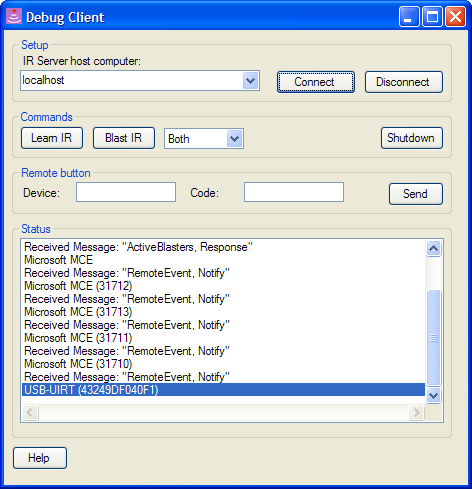 Debug Client
Setup
IR Server host computer:
localhost
Connect
Disconnect
Commands
Learn IR
Blast IR
Both
Shutdown
Remote button
Device:
Code:
Send
Status
Received Message: "ActiveBlasters, Response"
Microsoft MCE
Received Message: "RemoteEvent, Notify"
Microsoft MCE (31712)
Received Message: "RemoteEvent, Notify"
Microsoft MCE (31713)
Received Message: "RemoteEvent, Notify"
Microsoft MCE (31711)
Received Message: "RemoteEvent, Notify"
Microsoft MCE (31710)
Received Message: "RemoteEvent, Notify"
USB-UIRT (43249DF040F1)
Help